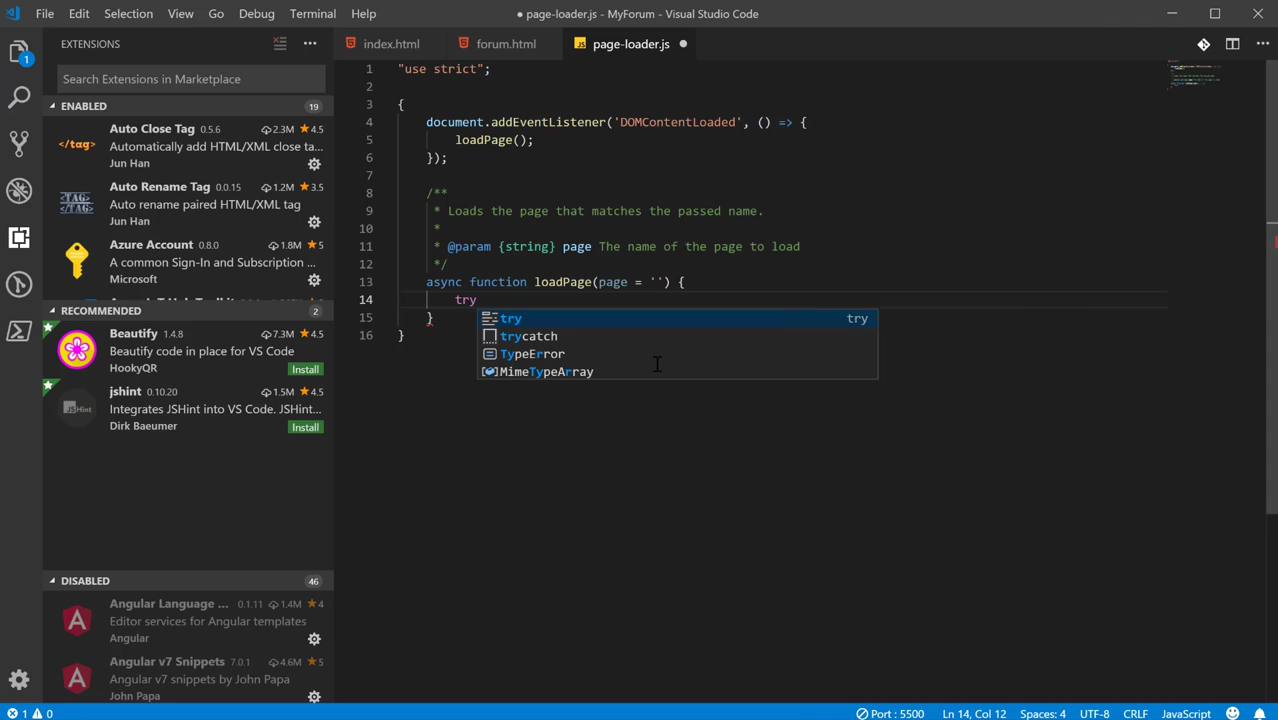 File Edit Selection View Go Debug Terminal Help
● page-loader.js - MyForum - Visual Studio Code
EXTENSIONS
Search Extensions in Marketplace
ENABLED 19
Auto Close Tag 0.5.6 2.3M ★4.5
Automatically add HTML/XML close ta...
Jun Han
Auto Rename Tag 0.0.15 1.2M ★3.5
Auto rename paired HTML/XML tag
Jun Han
Azure Account 0.8.0 1.8M ★5
A common Sign-In and Subscription ...
Microsoft
RECOMMENDED 2
Beautify 1.4.8 7.3M ★4.5
Beautify code in place for VS Code
HookyQR
Install
jshint 0.10.20 1.5M ★4.5
Integrates JSHint into VS Code. JSHint...
Dirk Baeumer
Install
DISABLED 46
Angular Language ... 0.1.11 1.4M ★4
Editor services for Angular templates
Angular
Angular v7 Snippets 7.0.1 4.6M ★5
Angular v7 snippets by John Papa
John Papa
index.html forum.html JS page-loader.js ●
1 "use strict";
2
3 {
4 document.addEventListener('DOMContentLoaded', () => {
5 loadPage();
6 });
7
8 /**
9 * Loads the page that matches the passed name.
10 *
11 * @param {string} page The name of the page to load
12 */
13 async function loadPage(page = '') {
14 try
15 }
16 }
try try
trycatch
TypeError
MimeTypeArray
1
</tag>
<TAG>
JSHint
1 0
Port : 5500 Ln 14, Col 12 Spaces: 4 UTF-8 CRLF JavaScript